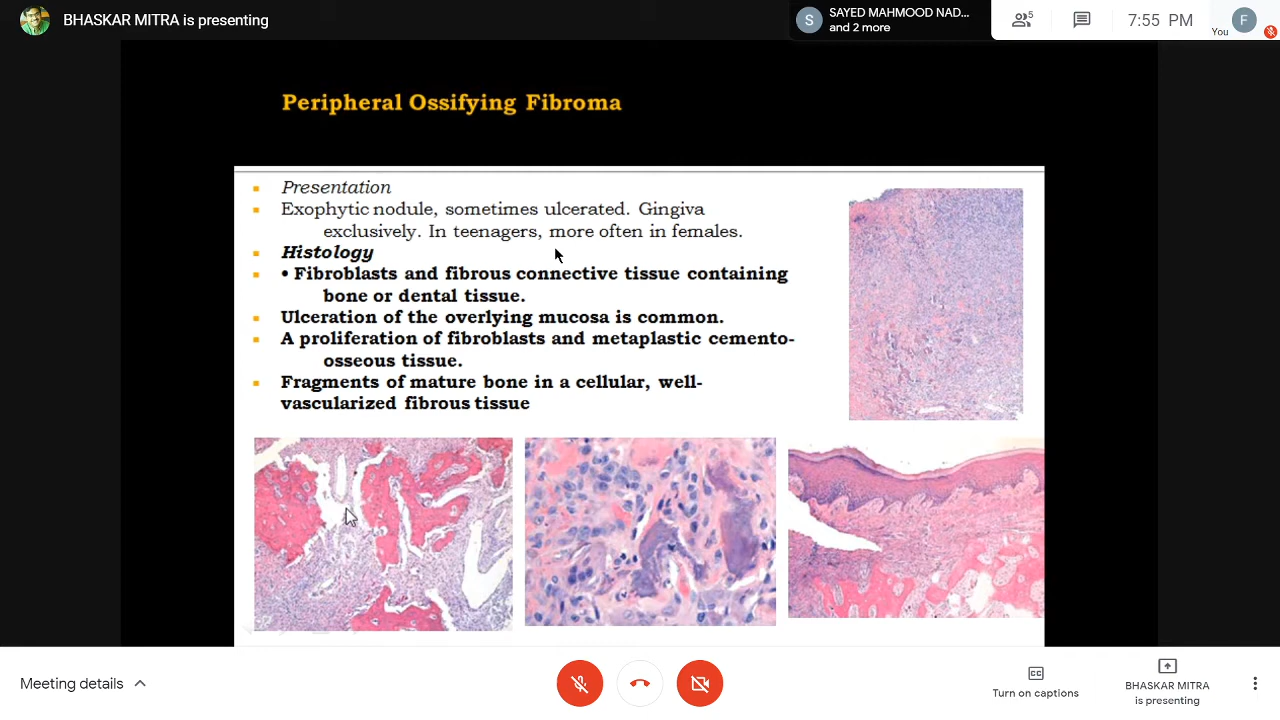 BHASKAR MITRA is presenting
S
SAYED MAHMOOD NAD...
and 2 more
5
7:55 PM
You
F
Peripheral Ossifying Fibroma
Presentation
Exophytic nodule, sometimes ulcerated. Gingiva
exclusively. In teenagers, more often in females.
Histology
• Fibroblasts and fibrous connective tissue containing
bone or dental tissue.
Ulceration of the overlying mucosa is common.
A proliferation of fibroblasts and metaplastic cemento-
osseous tissue.
Fragments of mature bone in a cellular, well-
vascularized fibrous tissue
Meeting details
CC
Turn on captions
BHASKAR MITRA
is presenting